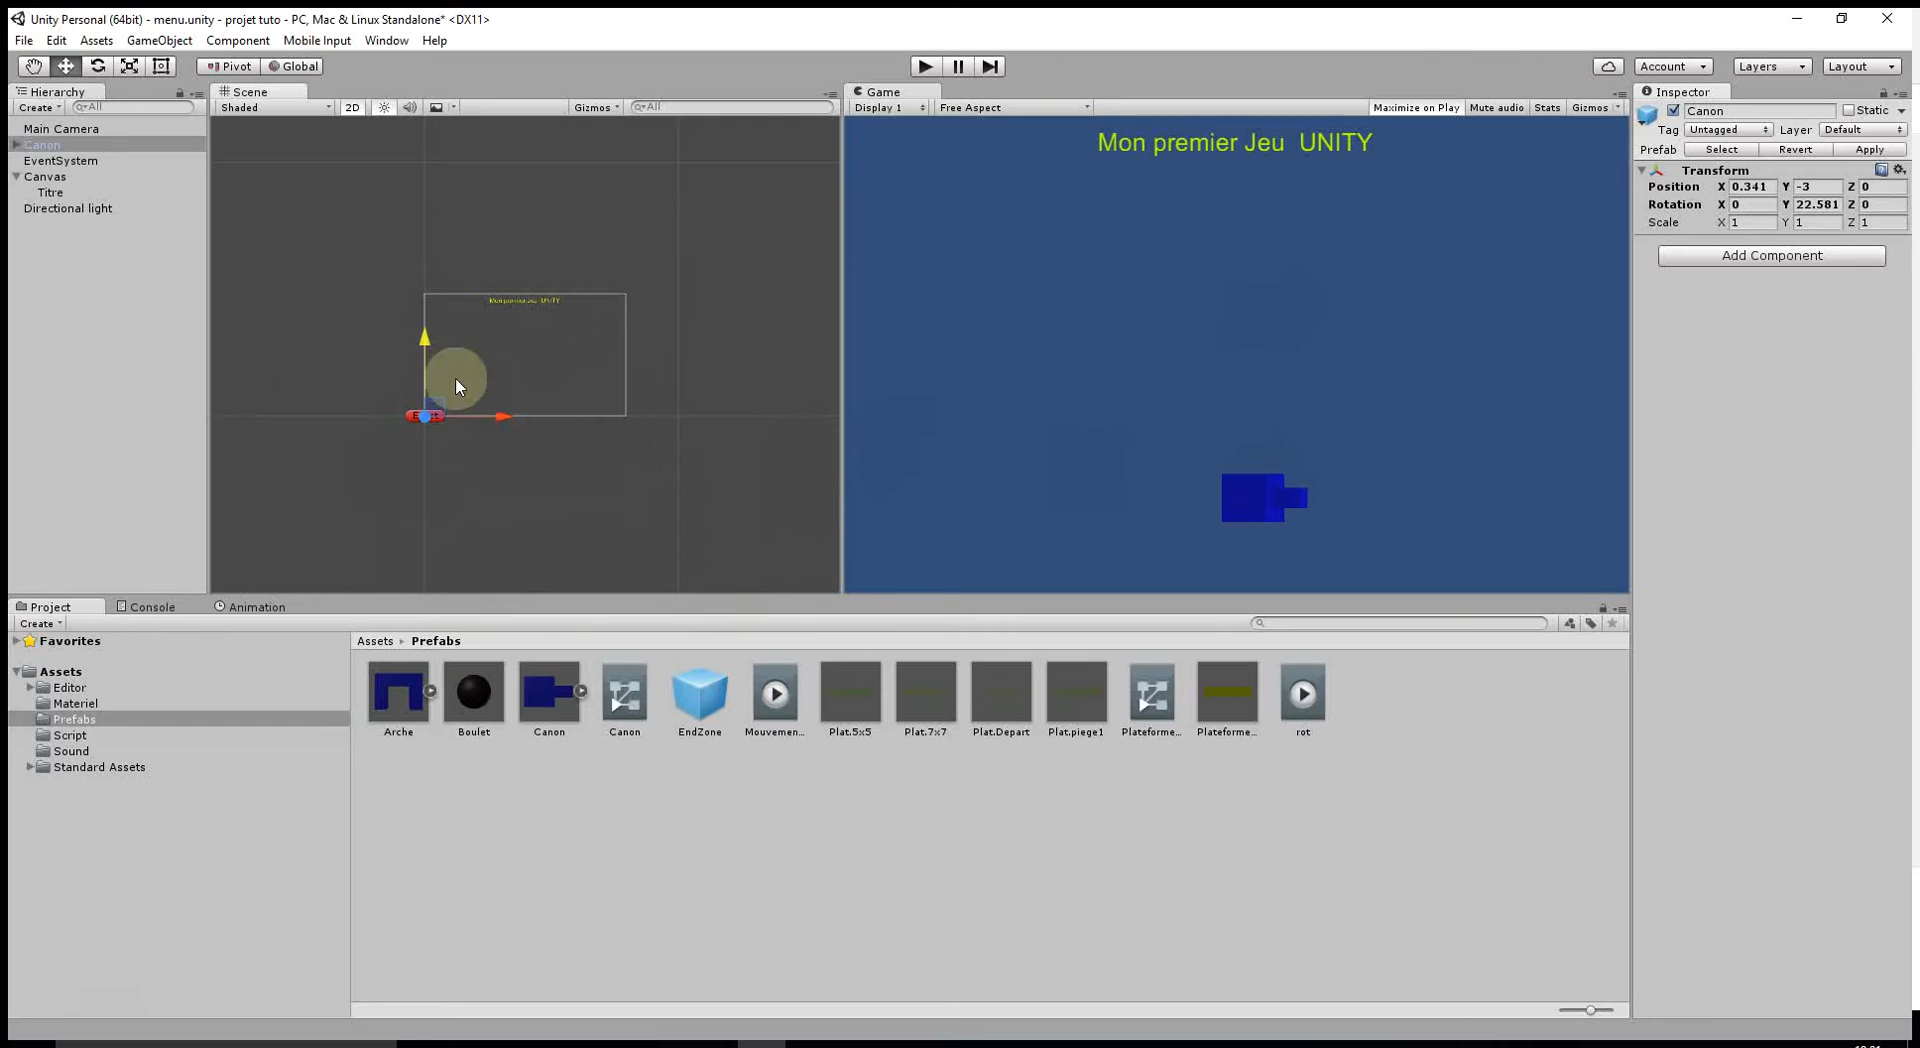 Unity Personal (64bit) - menu.unity - projet tuto - PC, Mac & Linux Standalone* <DX11>
File Edit Assets GameObject Component Mobile Input Window Help
Pivot Global Account Layers Layout
Hierarchy Scene Game Inspector
Create All Shaded 2D Gizmos All Display 1 Free Aspect Maximize on Play Mute audio Stats Gizmos Canon Static
Main Camera
Canon
EventSystem
Canvas
Titre
Directional light
Mon premier Jeu UNITY
Mon premier Jeu UNITY
Tag Untagged Layer Default
Prefab Select Revert Apply
Transform
Position X 0.341 Y -3 Z 0
Rotation X 0 Y 22.581 Z 0
Scale X 1 Y 1 Z 1
Add Component
Project Console Animation
Create
Favorites
Assets
Editor
Materiel
Prefabs
Script
Sound
Standard Assets
Assets Prefabs
Arche Boulet Canon Canon EndZone Mouvemen... Plat.5x5 Plat.7x7 Plat.Depart Plat.piege1 Plateforme... Plateforme... rot